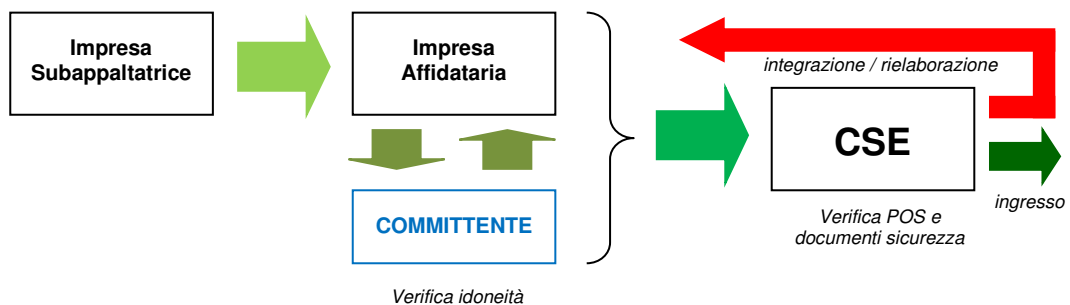 Impresa
Subappaltatrice
Impresa
Affidataria
COMMITTENTE
Verifica idoneità
integrazione / rielaborazione
CSE
ingresso
Verifica POS e
documenti sicurezza